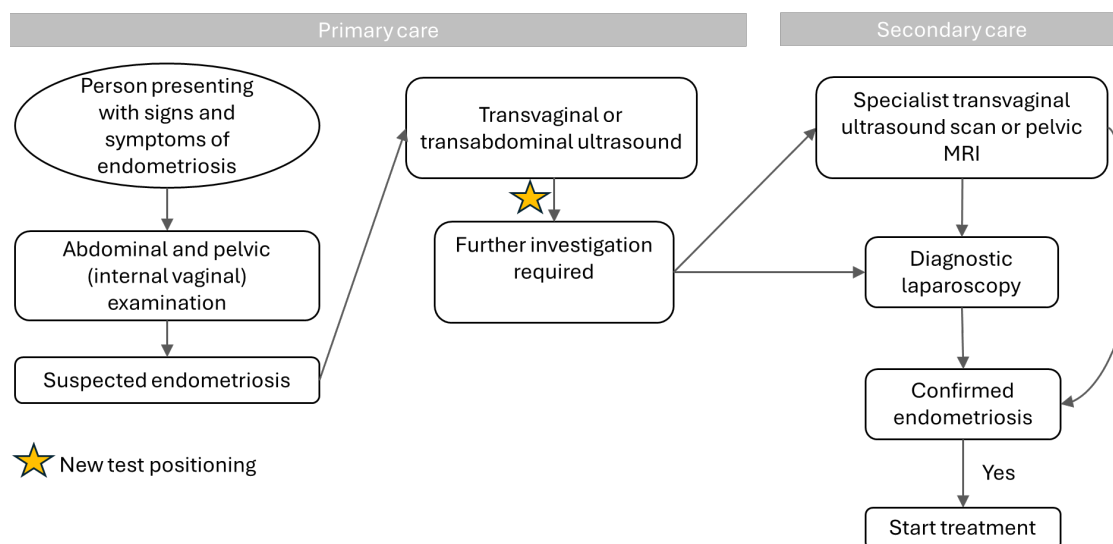 Primary care
Secondary care
Person presenting
with signs and
symptoms of
endometriosis
Abdominal and pelvic
(internal vaginal)
examination
Suspected endometriosis
New test positioning
Transvaginal or
transabdominal ultrasound
Further investigation
required
Specialist transvaginal
ultrasound scan or pelvic
MRI
Diagnostic
laparoscopy
Confirmed
endometriosis
Yes
Start treatment